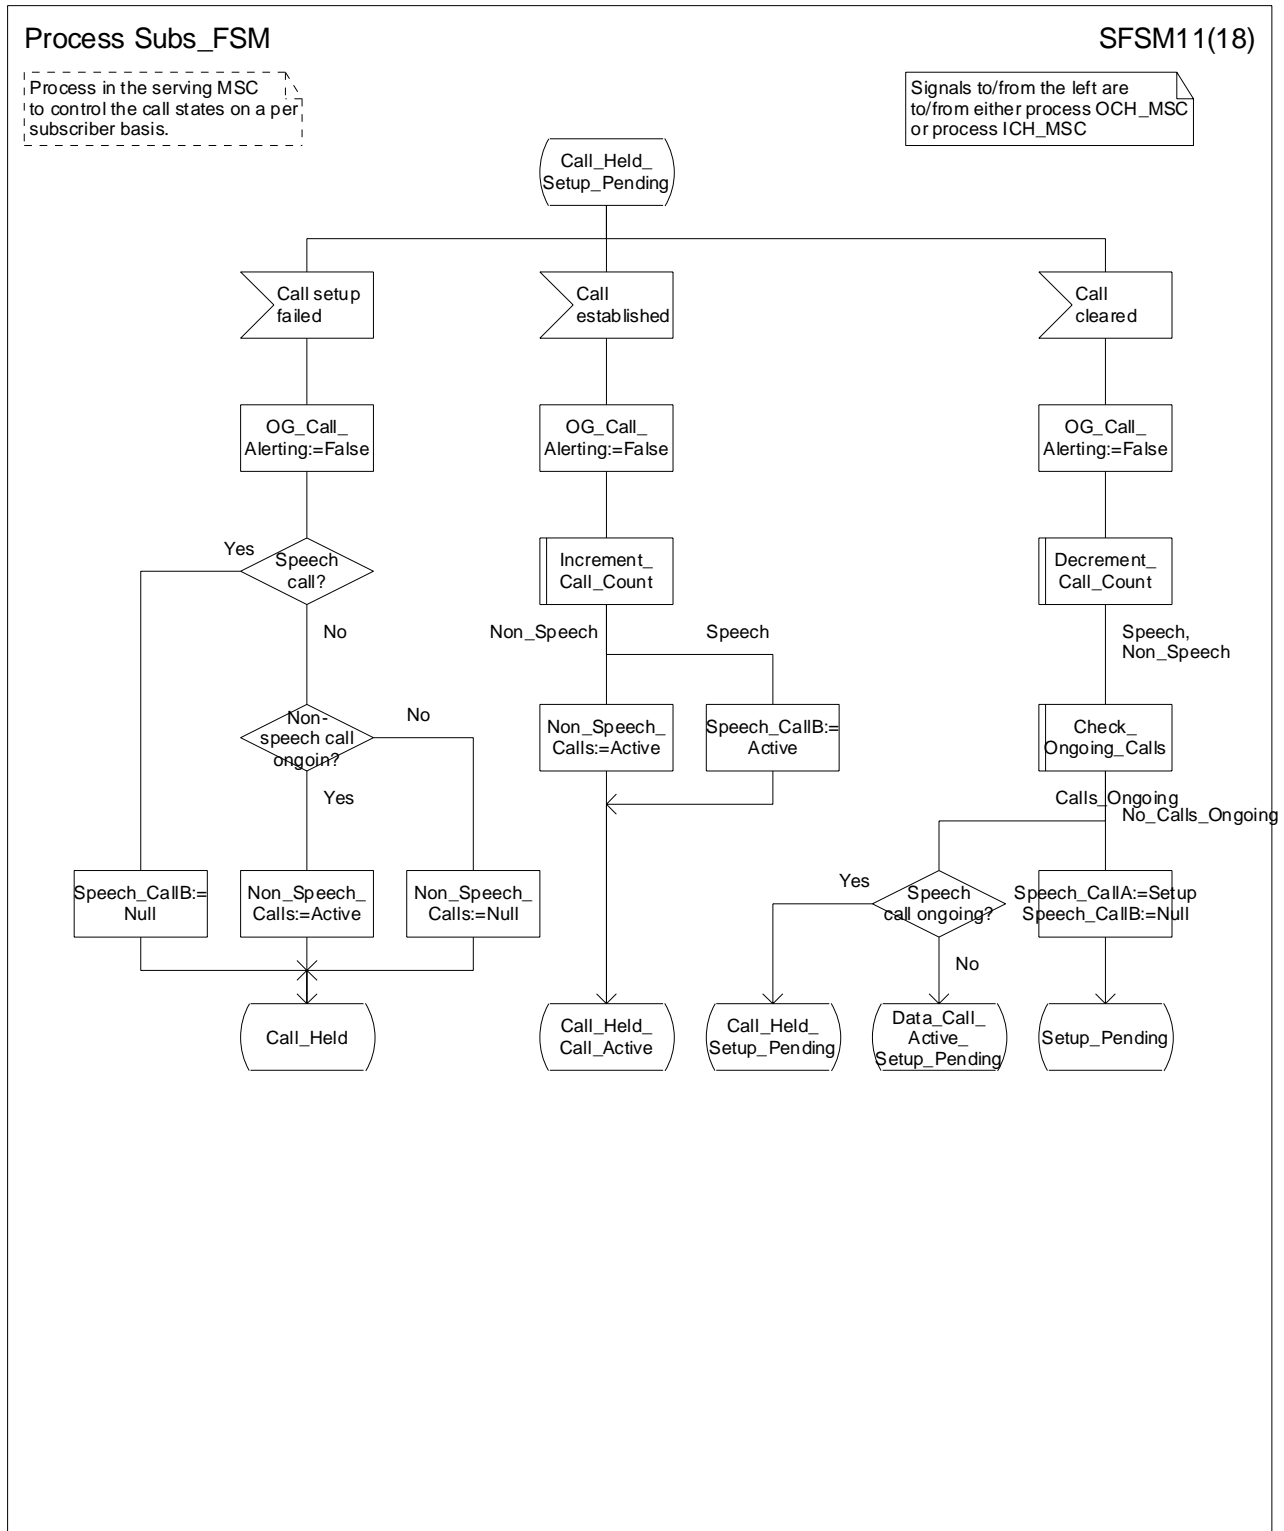 Process Subs_FSM
SFSM11(18)
Process in the serving MSC
to control the call states on a per
subscriber basis.
Signals to/from the left are
to/from either process OCH_MSC
or process ICH_MSC
Call_Held_
Setup_Pending
Call setup
failed
Call
established
Call
cleared
OG_Call_
Alerting:=False
OG_Call_
Alerting:=False
OG_Call_
Alerting:=False
Yes
Speech
call?
No
Increment_
Call_Count
Decrement_
Call_Count
Non_Speech
Speech
Speech,
Non_Speech
Non-
speech call
ongoin?
No
Yes
Non_Speech_
Calls:=Active
Speech_CallB:=
Active
Check_
Ongoing_Calls
Calls_Ongoing
No_Calls_Ongoing
Speech_CallB:=
Null
Non_Speech_
Calls:=Active
Non_Speech_
Calls:=Null
Yes
Speech
call ongoing?
No
Speech_CallA:=Setup
Speech_CallB:=Null
Call_Held
Call_Held_
Call_Active
Call_Held_
Setup_Pending
Data_Call_
Active_
Setup_Pending
Setup_Pending